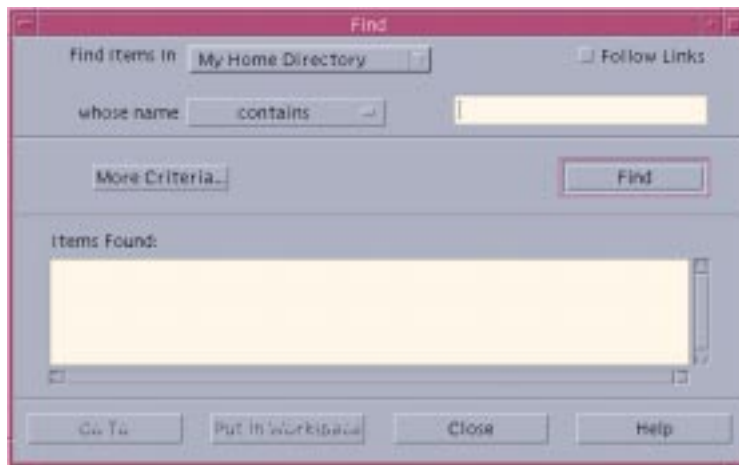 Find
Find Items In My Home Directory Follow Links
whose name contains
More Criteria... Find
Items Found:
Go To Put in Workspace Close Help